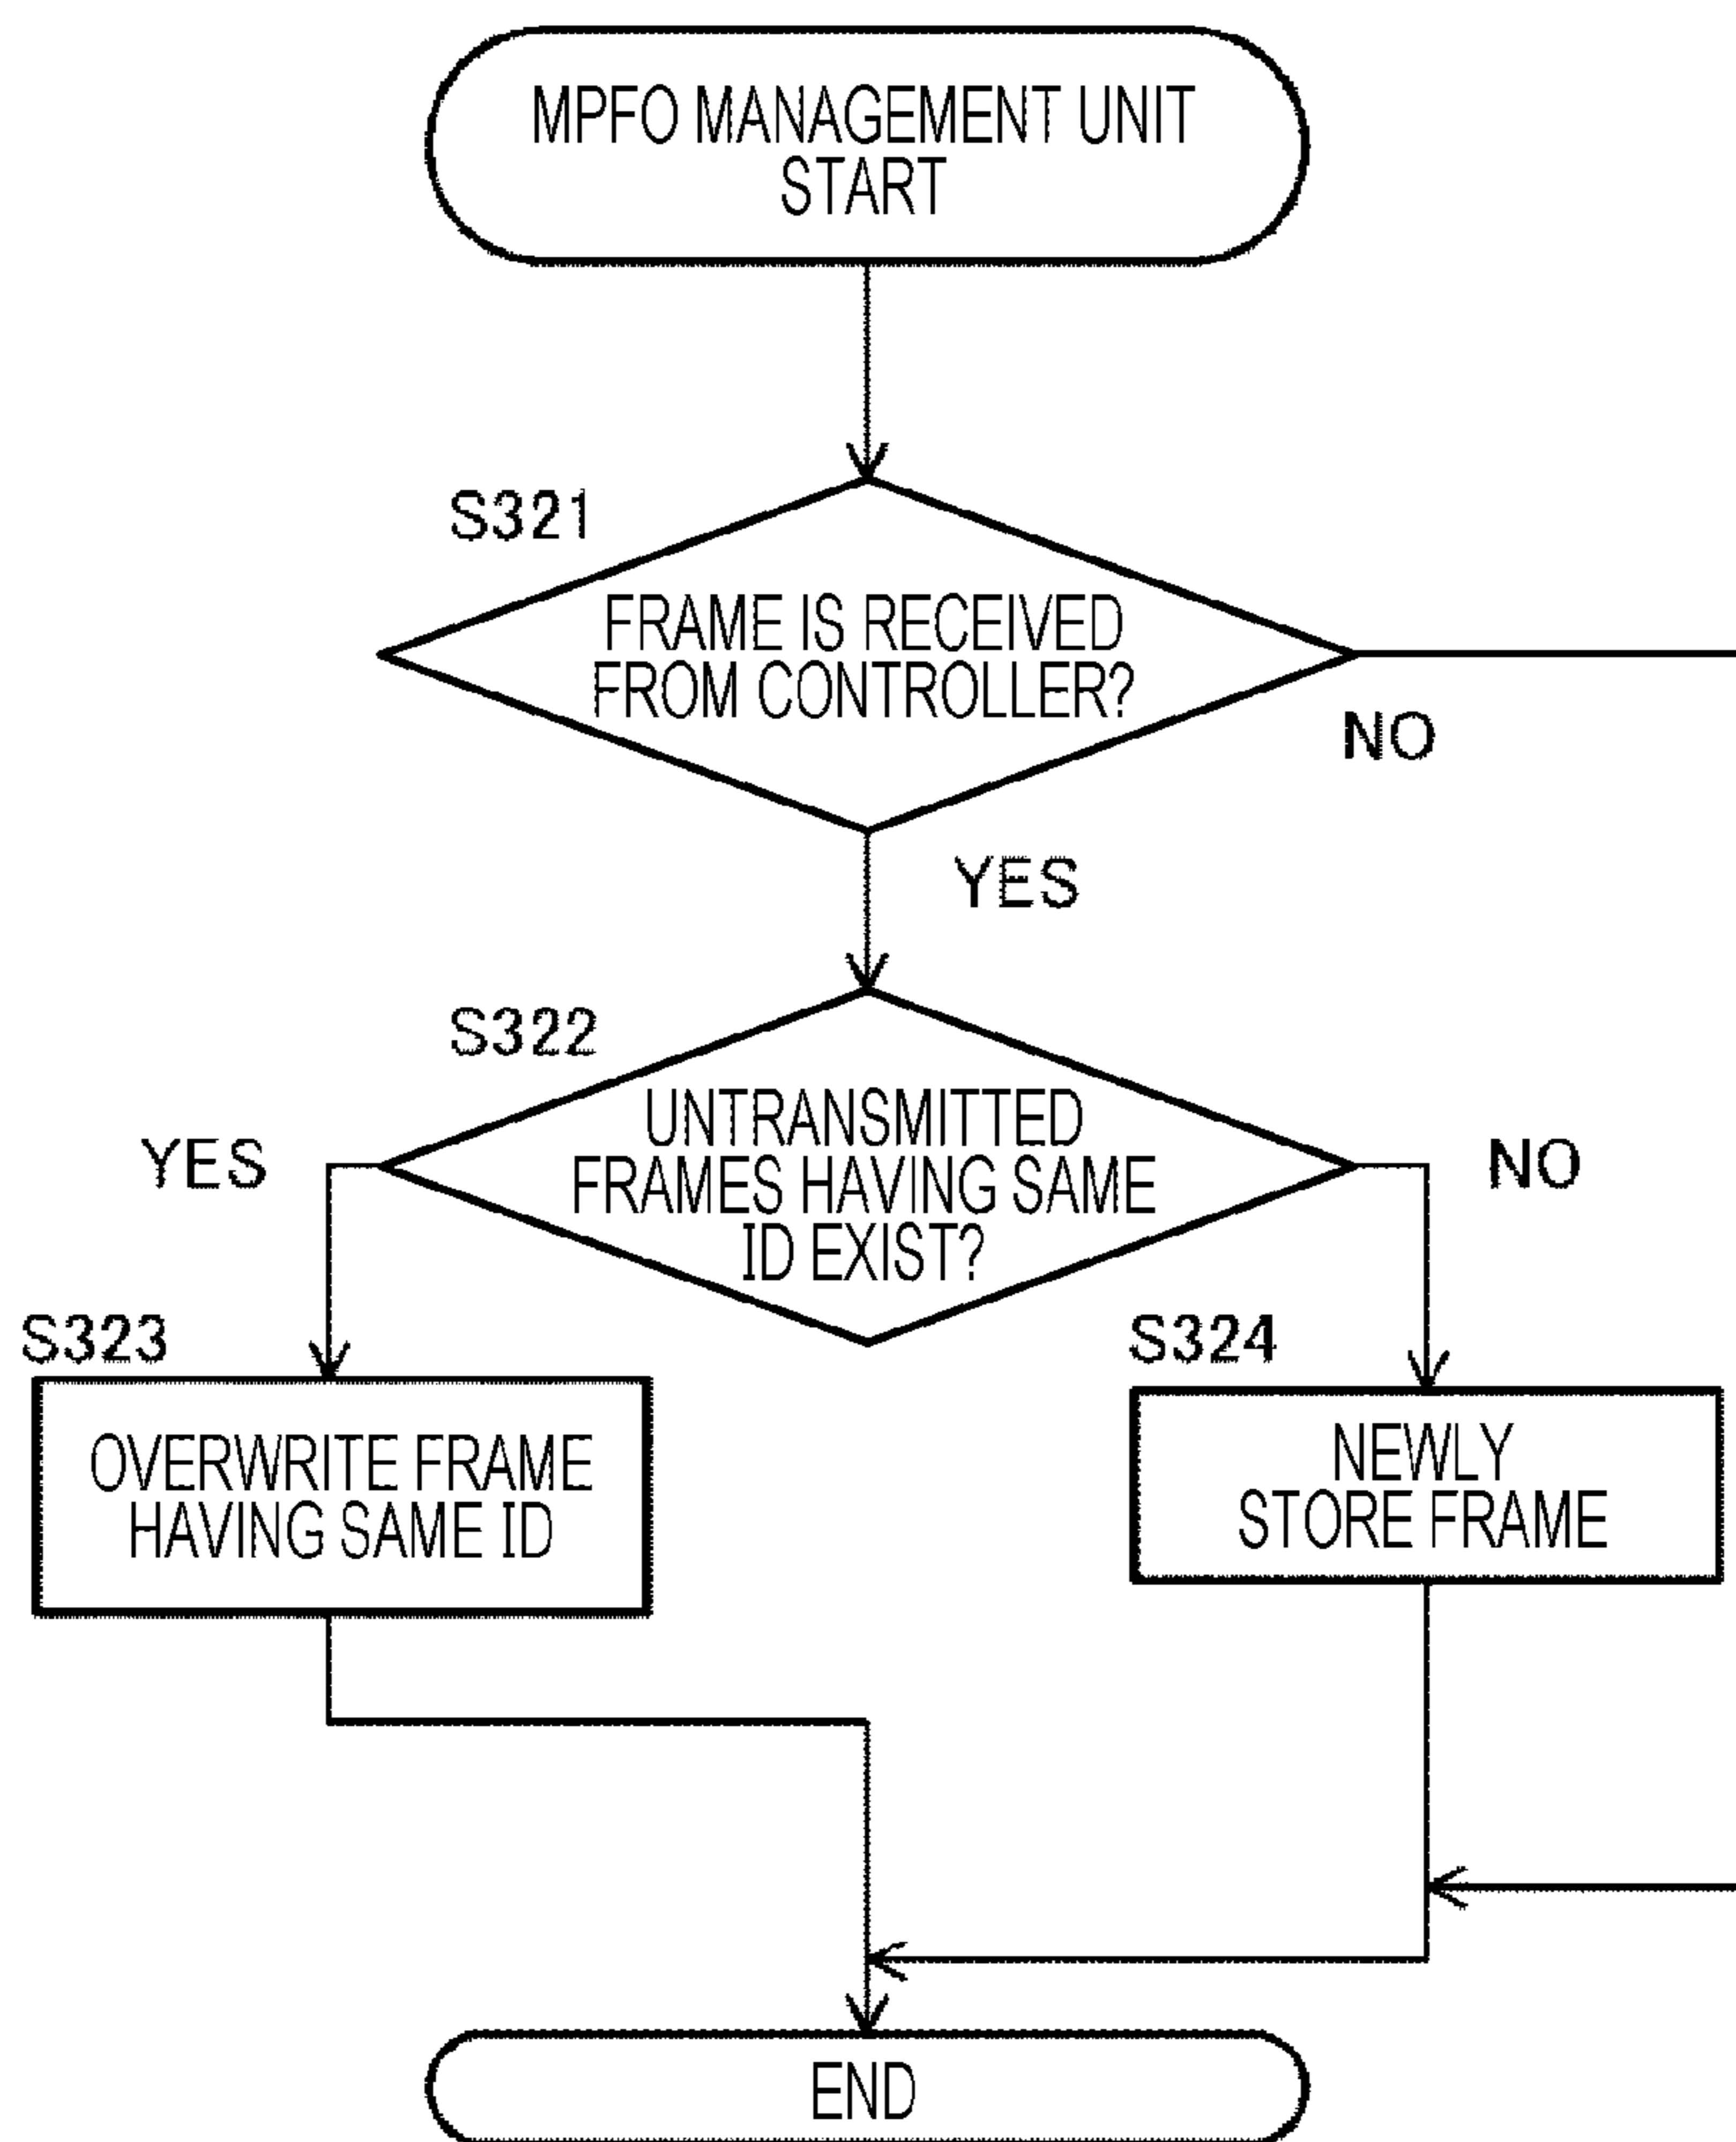 MPFO MANAGEMENT UNIT
START
S321
FRAME IS RECEIVED
FROM CONTROLLER?
NO
YES
S322
UNTRANSMITTED
FRAMES HAVING SAME
ID EXIST?
YES
NO
S323
OVERWRITE FRAME
HAVING SAME ID
S324
NEWLY
STORE FRAME
END